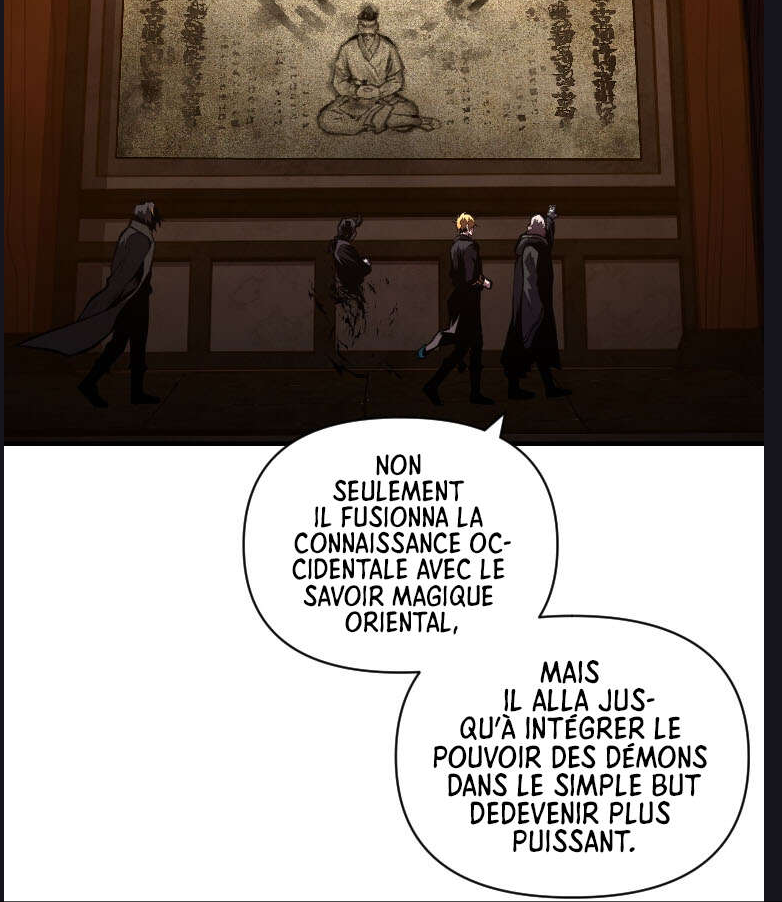 NON
SEULEMENT
IL FUSIONNA LA
CONNAISSANCE OC-
CIDENTALE AVEC LE
SAVOIR MAGIQUE
ORIENTAL,
MAIS
IL ALLA JUS-
QU'À INTÉGRER LE
POUVOIR DES DÉMONS
DANS LE SIMPLE BUT
DEDEVENIR PLUS
PUISSANT.